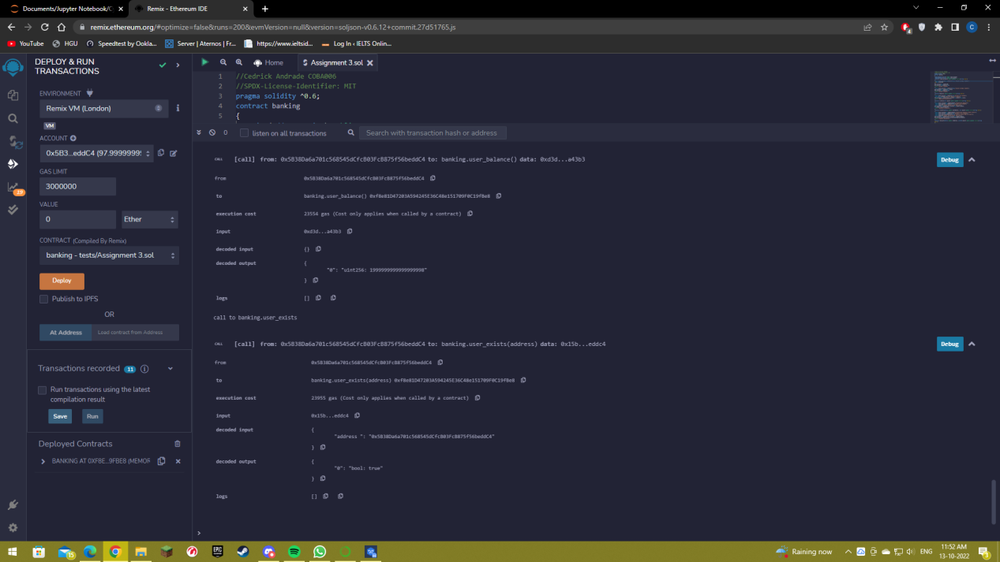 Documents/Jupyter Notebook/C
Remix - Ethereum IDE
remix.ethereum.org/#optimize=false&runs=200&evmVersion=null&version=soljson-v0.6.12+commit.27d51765.js
YouTube
HGU
Speedtest by Ookla...
Server | Aternos | Fr...
https://www.ieltsid...
Log In ‹ IELTS Onlin...
DEPLOY & RUN
TRANSACTIONS
ENVIRONMENT
Remix VM (London)
VM
ACCOUNT
0x5B3...eddC4 (97.9999999
GAS LIMIT
3000000
VALUE
0
Ether
CONTRACT (Compiled By Remix)
banking - tests/Assignment 3.sol
Deploy
Publish to IPFS
OR
At Address
Load contract from Address
Transactions recorded 11
Run transactions using the latest
compilation result
Save
Run
Deployed Contracts
BANKING AT 0XF8E...9FBE8 (MEMOR
19
Home
Assignment 3.sol
1 //Cedrick Andrade COBA006
2 //SPDX-License-Identifier: MIT
3 pragma solidity ^0.6;
4 contract banking
5 {
0
listen on all transactions
Search with transaction hash or address
CALL [call] from: 0x5B38Da6a701c568545dCfcB03FcB875f56beddC4 to: banking.user_balance() data: 0xd3d...a43b3
Debug
from 0x5B38Da6a701c568545dCfcB03FcB875f56beddC4
to banking.user_balance() 0xf8e81D47203A594245E36C48e151709F0C19fBe8
execution cost 23554 gas (Cost only applies when called by a contract)
input 0xd3d...a43b3
decoded input {}
decoded output {
"0": "uint256: 1999999999999999998"
}
logs []
call to banking.user_exists
CALL [call] from: 0x5B38Da6a701c568545dCfcB03FcB875f56beddC4 to: banking.user_exists(address) data: 0x15b...eddc4
Debug
from 0x5B38Da6a701c568545dCfcB03FcB875f56beddC4
to banking.user_exists(address) 0xf8e81D47203A594245E36C48e151709F0C19fBe8
execution cost 23955 gas (Cost only applies when called by a contract)
input 0x15b...eddc4
decoded input {
"address ": "0x5B38Da6a701c568545dCfcB03FcB875f56beddC4"
}
decoded output {
"0": "bool: true"
}
logs []
>
15
EPIC
GAMES
Raining now
ENG
11:52 AM
13-10-2022
3